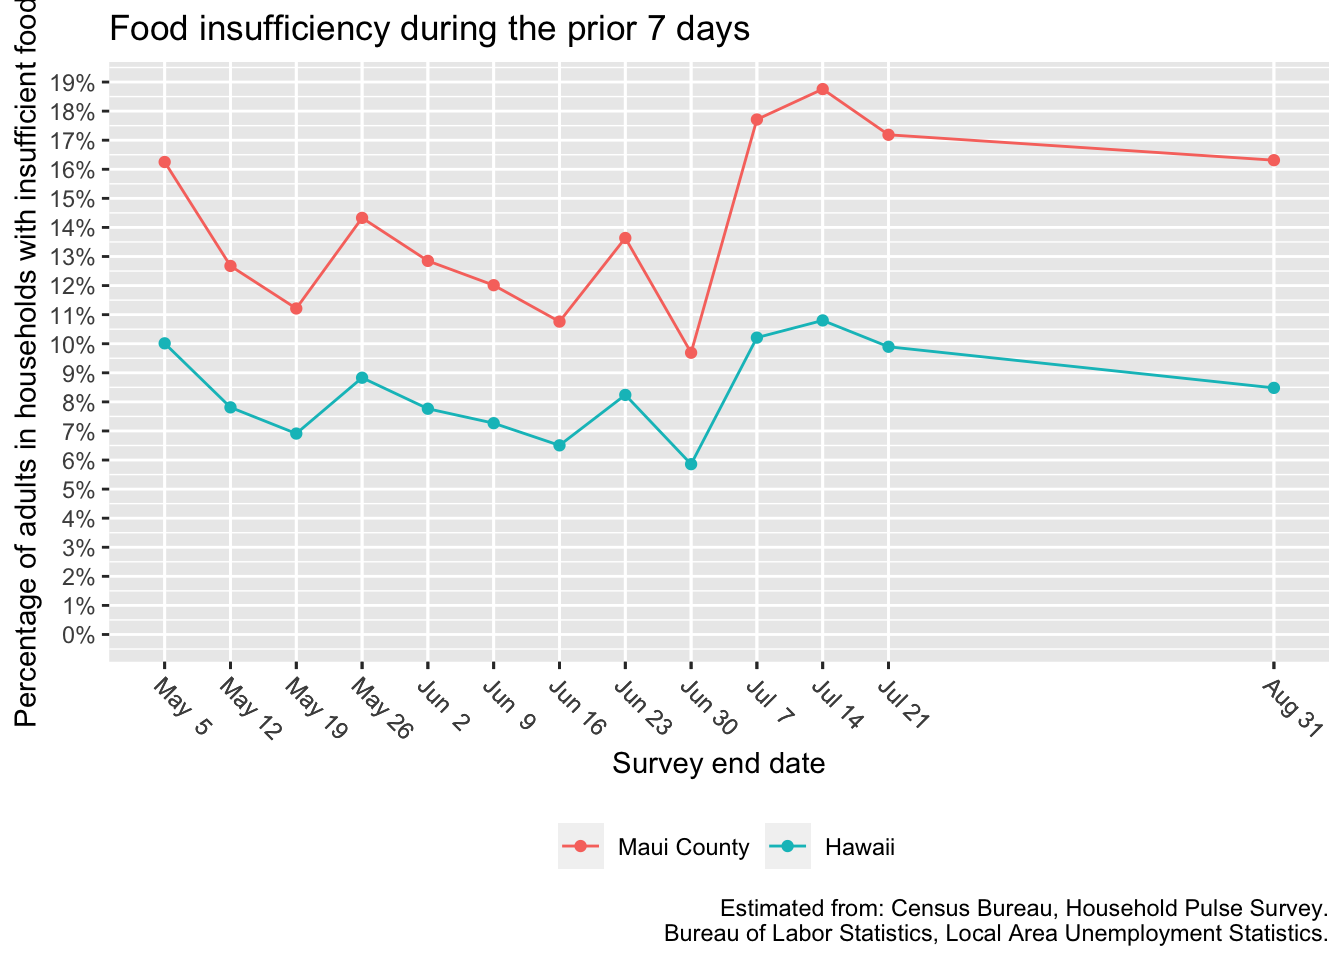 Food insufficiency during the prior 7 days
Percentage of adults in households with insufficient food
19%
18%
17%
16%
15%
14%
13%
12%
11%
10%
9%
8%
7%
6%
5%
4%
3%
2%
1%
0%
May 5
May 12
May 19
May 26
Jun 2
Jun 9
Jun 16
Jun 23
Jun 30
Jul 7
Jul 14
Jul 21
Aug 31
Survey end date
Maui County
Hawaii
Estimated from: Census Bureau, Household Pulse Survey.
Bureau of Labor Statistics, Local Area Unemployment Statistics.